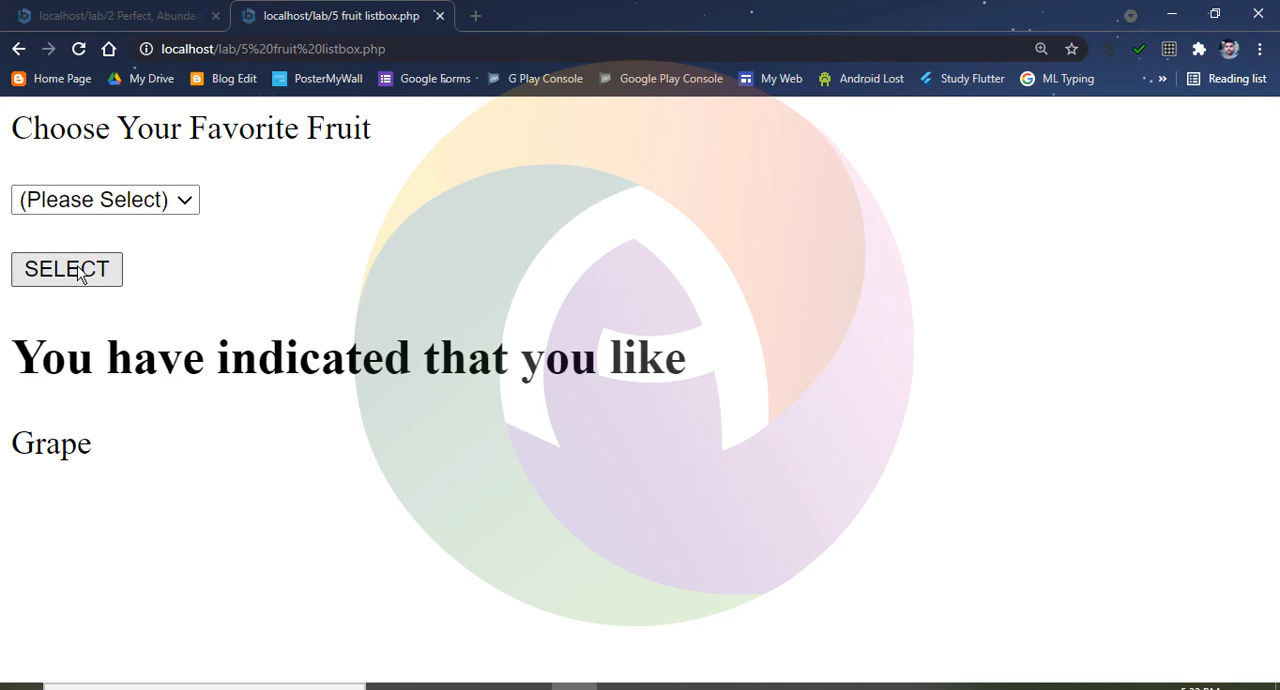 localhost/lab/2 Perfect, Abundan
localhost/lab/5 fruit listbox.php
localhost/lab/5%20fruit%20listbox.php
Home Page My Drive Blog Edit PosterMyWall Google Forms G Play Console Google Play Console My Web Android Lost Study Flutter ML Typing » Reading list
Choose Your Favorite Fruit
(Please Select)
SELECT
You have indicated that you like
Grape